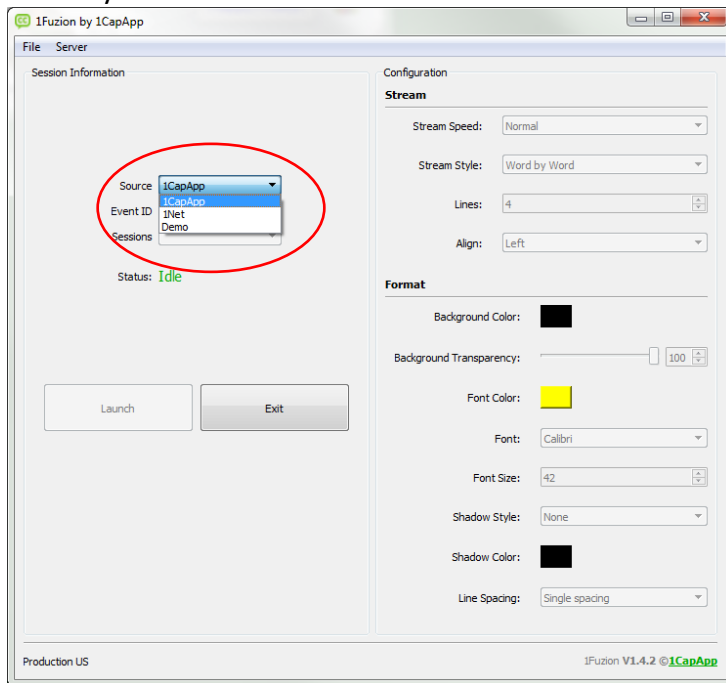 1Fuzion by 1CapApp
File Server
Session Information
Source 1CapApp
1CapApp
Event ID 1Net
Demo
Sessions
Status: Idle
Launch Exit
Configuration
Stream
Stream Speed: Normal
Stream Style: Word by Word
Lines: 4
Align: Left
Format
Background Color:
Background Transparency: 100
Font Color:
Font: Calibri
Font Size: 42
Shadow Style: None
Shadow Color:
Line Spacing: Single spacing
Production US
1Fuzion V1.4.2 ©1CapApp